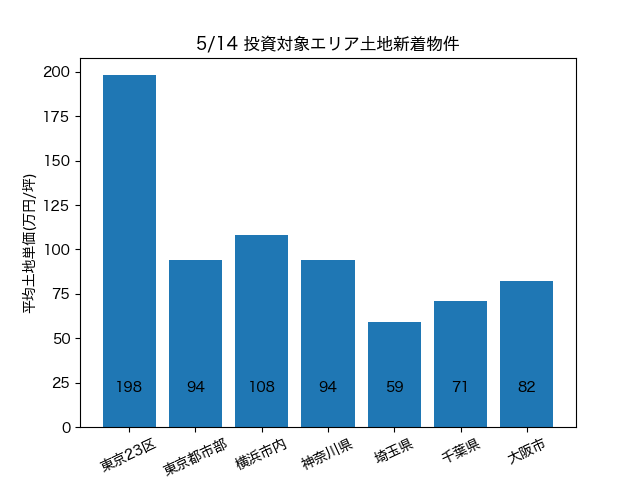 5/14 投資対象エリア土地新着物件
平均土地単価(万円/坪)
200
175
150
125
100
75
50
25
0
198
94
108
94
59
71
82
東京23区
東京都市部
横浜市内
神奈川県
埼玉県
千葉県
大阪市